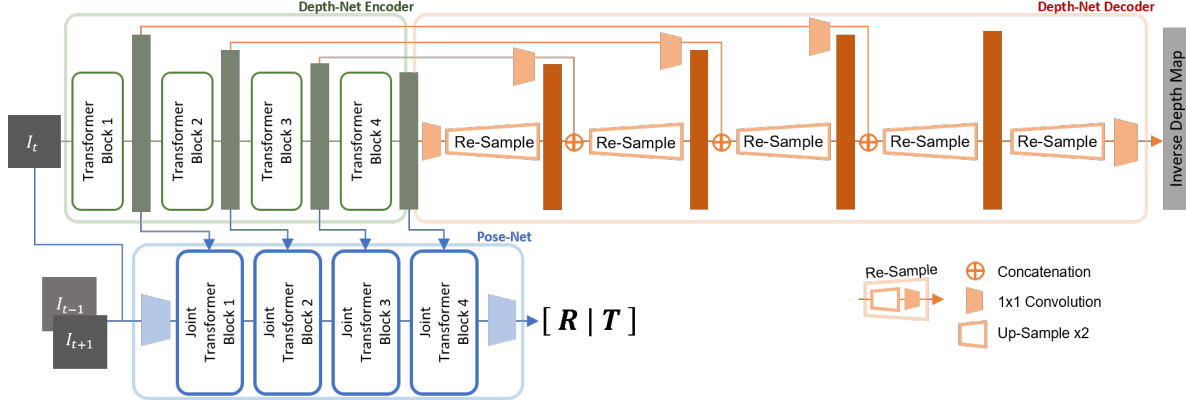 Depth-Net Encoder
Depth-Net Decoder
I_t
Transformer
Block 1
Transformer
Block 2
Transformer
Block 3
Transformer
Block 4
Re-Sample
Re-Sample
Re-Sample
Re-Sample
Re-Sample
Inverse Depth Map
Pose-Net
I_{t-1}
I_{t+1}
Joint
Transformer
Block 1
Joint
Transformer
Block 2
Joint
Transformer
Block 3
Joint
Transformer
Block 4
[ R | T ]
Re-Sample
Concatenation
1x1 Convolution
Up-Sample x2